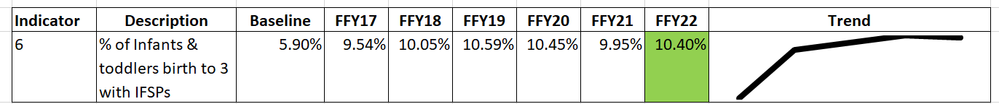 Indicator Description Baseline FFY17 FFY18 FFY19 FFY20 FFY21 FFY22 Trend
6 % of Infants & 5.90% 9.54% 10.05% 10.59% 10.45% 9.95% 10.40%
toddlers birth to 3
with IFSPs